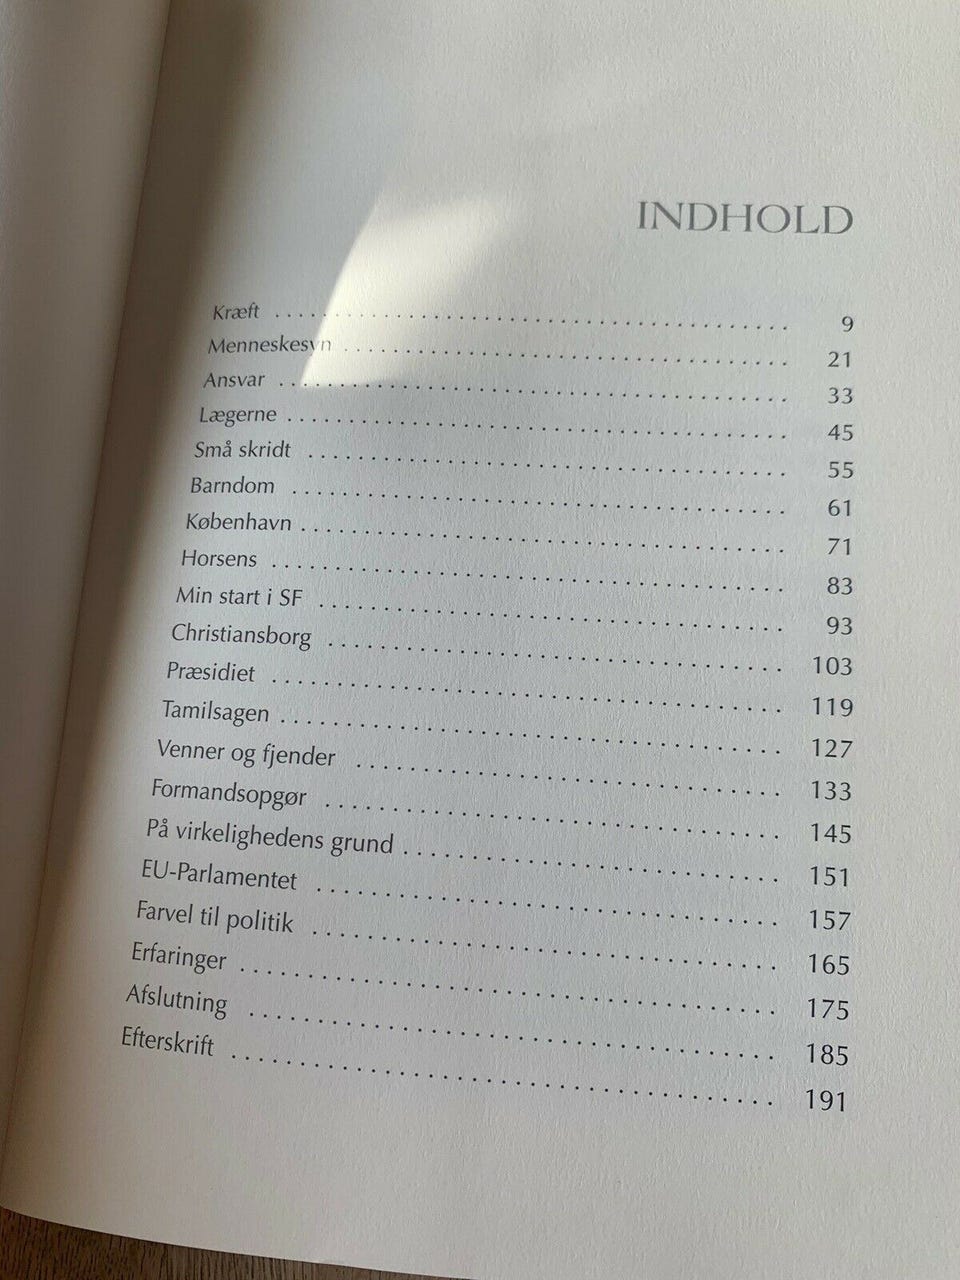 INDHOLD
Kræft . . . . . . . . . . . . . . . . . . . . . . . . . . . . . . . . . . . . . . . . 9
Menneskesyn . . . . . . . . . . . . . . . . . . . . . . . . . . . . . . . . . . 21
Ansvar . . . . . . . . . . . . . . . . . . . . . . . . . . . . . . . . . . . . . . . 33
Lægerne . . . . . . . . . . . . . . . . . . . . . . . . . . . . . . . . . . . . . . 45
Små skridt . . . . . . . . . . . . . . . . . . . . . . . . . . . . . . . . . . . . . 55
Barndom . . . . . . . . . . . . . . . . . . . . . . . . . . . . . . . . . . . . . . 61
København . . . . . . . . . . . . . . . . . . . . . . . . . . . . . . . . . . . . . 71
Horsens . . . . . . . . . . . . . . . . . . . . . . . . . . . . . . . . . . . . . . . 83
Min start i SF . . . . . . . . . . . . . . . . . . . . . . . . . . . . . . . . . . . 93
Christiansborg . . . . . . . . . . . . . . . . . . . . . . . . . . . . . . . . . . 103
Præsidiet . . . . . . . . . . . . . . . . . . . . . . . . . . . . . . . . . . . . . . 119
Tamilsagen . . . . . . . . . . . . . . . . . . . . . . . . . . . . . . . . . . . . . 127
Venner og fjender . . . . . . . . . . . . . . . . . . . . . . . . . . . . . . . . 133
Formandsopgør . . . . . . . . . . . . . . . . . . . . . . . . . . . . . . . . . . 145
På virkelighedens grund . . . . . . . . . . . . . . . . . . . . . . . . . . . . 151
EU-Parlamentet . . . . . . . . . . . . . . . . . . . . . . . . . . . . . . . . . . 157
Farvel til politik . . . . . . . . . . . . . . . . . . . . . . . . . . . . . . . . . . 165
Erfaringer . . . . . . . . . . . . . . . . . . . . . . . . . . . . . . . . . . . . . . 175
Afslutning . . . . . . . . . . . . . . . . . . . . . . . . . . . . . . . . . . . . . . 185
Efterskrift . . . . . . . . . . . . . . . . . . . . . . . . . . . . . . . . . . . . . . 191